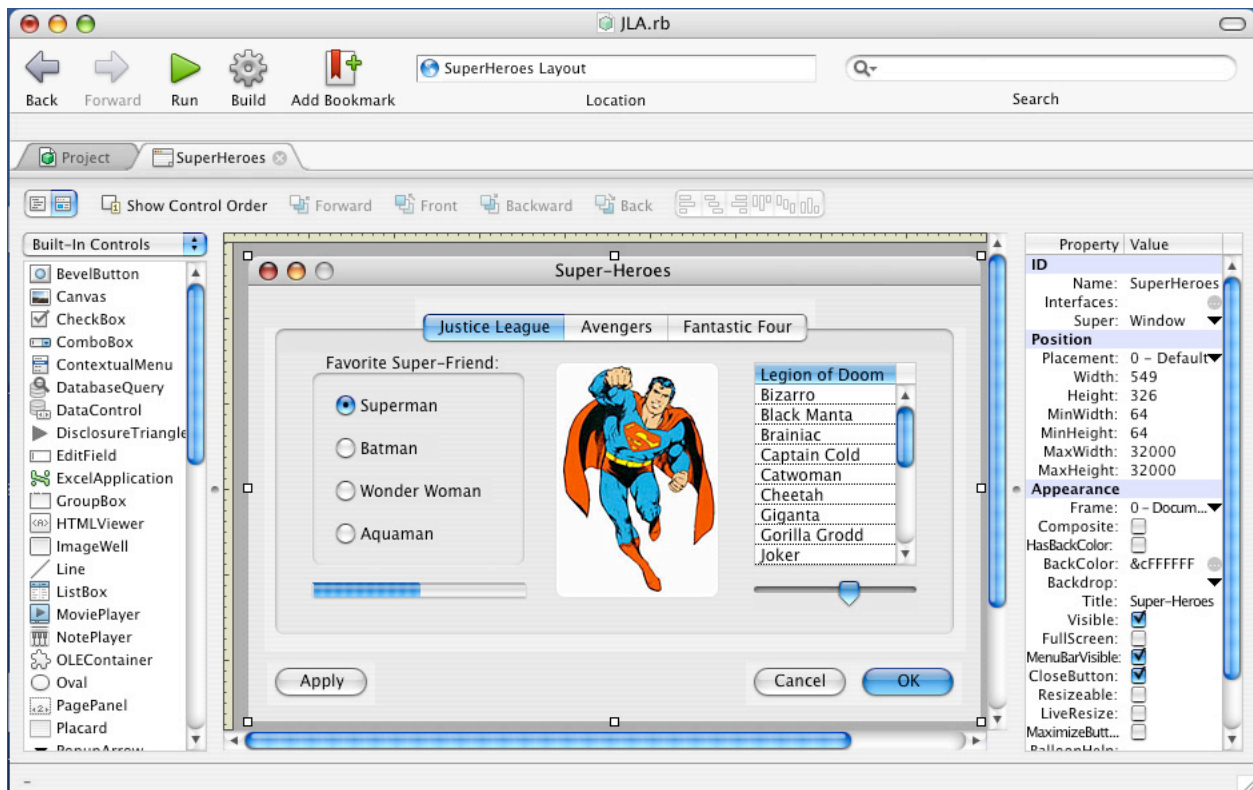 JLA.rb
SuperHeroes Layout
Back Forward Run Build Add Bookmark Location Search
Project SuperHeroes
Show Control Order Forward Front Backward Back
Built-In Controls
BevelButton
Canvas
CheckBox
ComboBox
ContextualMenu
DatabaseQuery
DataControl
DisclosureTriangle
EditField
ExcelApplication
GroupBox
HTMLViewer
ImageWell
Line
ListBox
MoviePlayer
NotePlayer
OLEContainer
Oval
PagePanel
Placard
PopupArrow
Super-Heroes
Justice League Avengers Fantastic Four
Favorite Super-Friend:
Superman
Batman
Wonder Woman
Aquaman
Legion of Doom
Bizarro
Black Manta
Brainiac
Captain Cold
Catwoman
Cheetah
Giganta
Gorilla Grodd
Joker
Apply Cancel OK
Property Value
ID
Name: SuperHeroes
Interfaces:
Super: Window
Position
Placement: 0 - Default
Width: 549
Height: 326
MinWidth: 64
MinHeight: 64
MaxWidth: 32000
MaxHeight: 32000
Appearance
Frame: 0 - Docum...
Composite:
HasBackColor:
BackColor: &cFFFFFF
Backdrop:
Title: Super-Heroes
Visible:
FullScreen:
MenuBarVisible:
CloseButton:
Resizeable:
LiveResize:
MaximizeButt...
BalloonHelp: